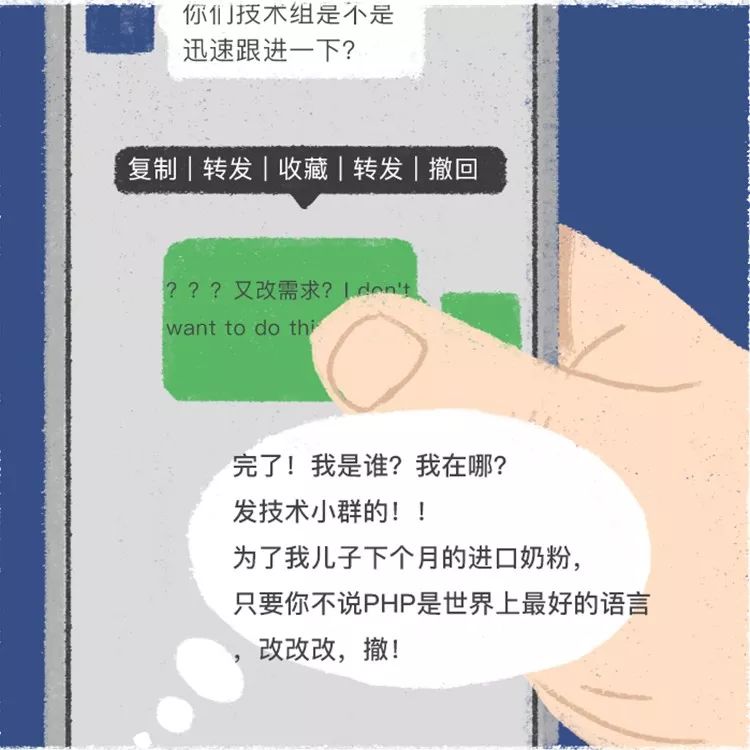 你们技术组是不是
迅速跟进一下？
复制｜转发｜收藏｜转发｜撤回
？？？又改需求？I don't
want to do thi
完了！我是谁？我在哪？
发技术小群的！！
为了我儿子下个月的进口奶粉，
只要你不说PHP是世界上最好的语言
，改改改，撤！